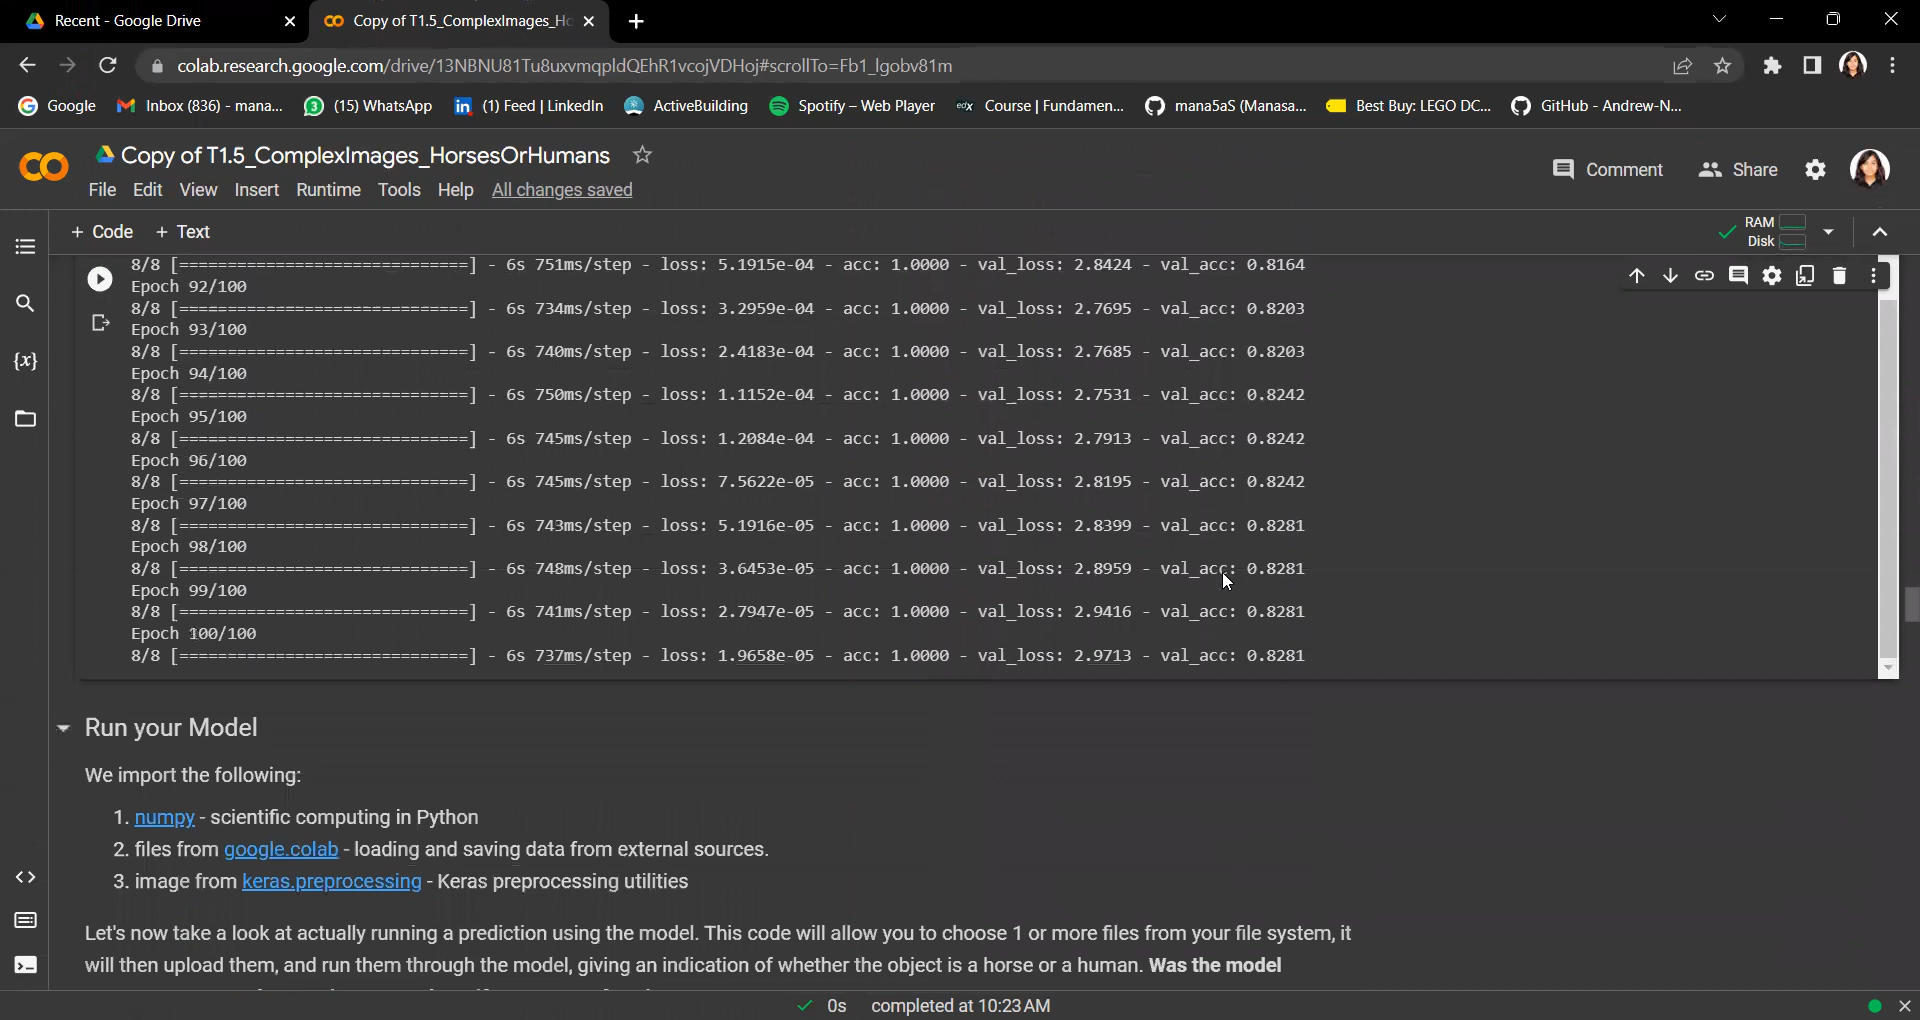 Recent - Google Drive
Copy of T1.5_ComplexImages_Ho
colab.research.google.com/drive/13NBNU81Tu8uxvmqpldQEhR1vcojVDHoj#scrollTo=Fb1_lgobv81m
Google
Inbox (836) - mana...
(15) WhatsApp
(1) Feed | LinkedIn
ActiveBuilding
Spotify – Web Player
edx Course | Fundamen...
mana5aS (Manasa...
Best Buy: LEGO DC...
GitHub - Andrew-N...
Copy of T1.5_ComplexImages_HorsesOrHumans
File Edit View Insert Runtime Tools Help All changes saved
Comment
Share
+ Code + Text
RAM
Disk
8/8 [==============================] - 6s 751ms/step - loss: 5.1915e-04 - acc: 1.0000 - val_loss: 2.8424 - val_acc: 0.8164
Epoch 92/100
8/8 [==============================] - 6s 734ms/step - loss: 3.2959e-04 - acc: 1.0000 - val_loss: 2.7695 - val_acc: 0.8203
Epoch 93/100
8/8 [==============================] - 6s 740ms/step - loss: 2.4183e-04 - acc: 1.0000 - val_loss: 2.7685 - val_acc: 0.8203
Epoch 94/100
8/8 [==============================] - 6s 750ms/step - loss: 1.1152e-04 - acc: 1.0000 - val_loss: 2.7531 - val_acc: 0.8242
Epoch 95/100
8/8 [==============================] - 6s 745ms/step - loss: 1.2084e-04 - acc: 1.0000 - val_loss: 2.7913 - val_acc: 0.8242
Epoch 96/100
8/8 [==============================] - 6s 745ms/step - loss: 7.5622e-05 - acc: 1.0000 - val_loss: 2.8195 - val_acc: 0.8242
Epoch 97/100
8/8 [==============================] - 6s 743ms/step - loss: 5.1916e-05 - acc: 1.0000 - val_loss: 2.8399 - val_acc: 0.8281
Epoch 98/100
8/8 [==============================] - 6s 748ms/step - loss: 3.6453e-05 - acc: 1.0000 - val_loss: 2.8959 - val_acc: 0.8281
Epoch 99/100
8/8 [==============================] - 6s 741ms/step - loss: 2.7947e-05 - acc: 1.0000 - val_loss: 2.9416 - val_acc: 0.8281
Epoch 100/100
8/8 [==============================] - 6s 737ms/step - loss: 1.9658e-05 - acc: 1.0000 - val_loss: 2.9713 - val_acc: 0.8281
{x}
Run your Model
We import the following:
1. numpy - scientific computing in Python
2. files from google.colab - loading and saving data from external sources.
3. image from keras.preprocessing - Keras preprocessing utilities
Let's now take a look at actually running a prediction using the model. This code will allow you to choose 1 or more files from your file system, it
will then upload them, and run them through the model, giving an indication of whether the object is a horse or a human. Was the model
0s completed at 10:23 AM